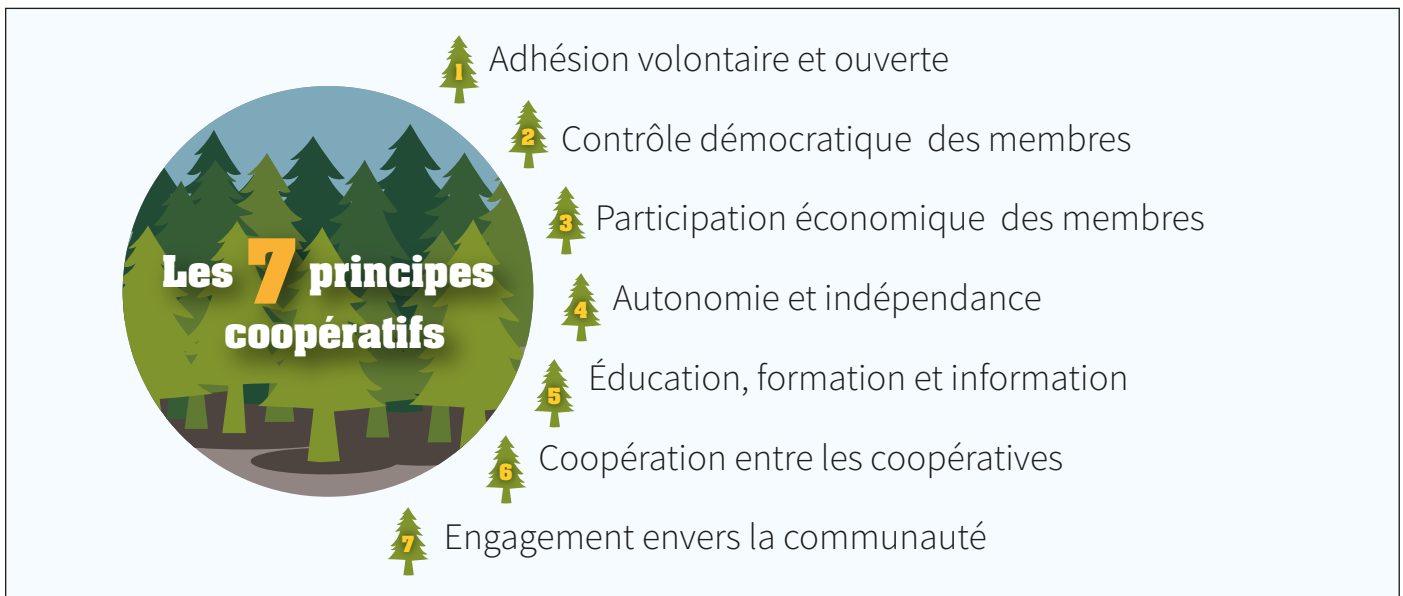 Les 7 principes
coopératifs
1 Adhésion volontaire et ouverte
2 Contrôle démocratique des membres
3 Participation économique des membres
4 Autonomie et indépendance
5 Éducation, formation et information
6 Coopération entre les coopératives
7 Engagement envers la communauté